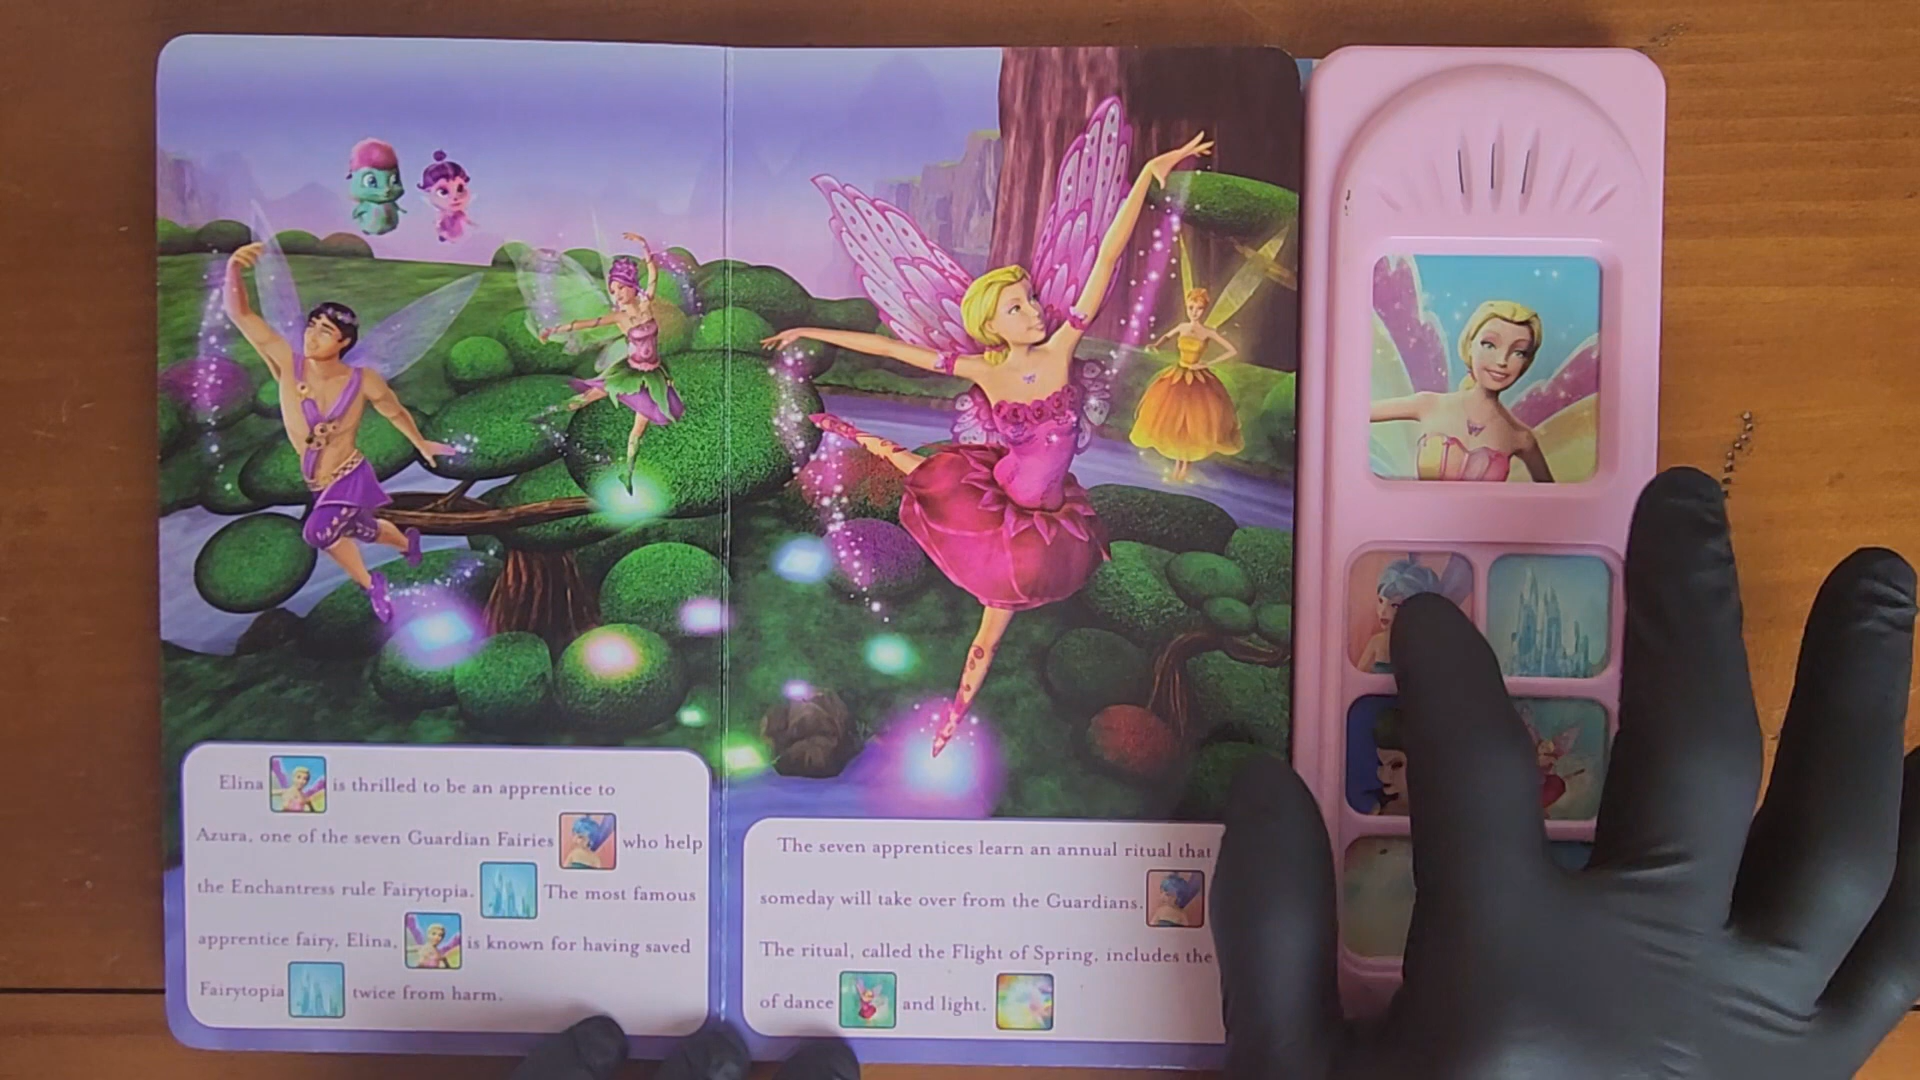 Elina is thrilled to be an apprentice to
Azura, one of the seven Guardian Fairies who help
the Enchantress rule Fairytopia. The most famous
apprentice fairy, Elina, is known for having saved
Fairytopia twice from harm.
The seven apprentices learn an annual ritual that
someday will take over from the Guardians.
The ritual, called the Flight of Spring, includes the
of dance and light.